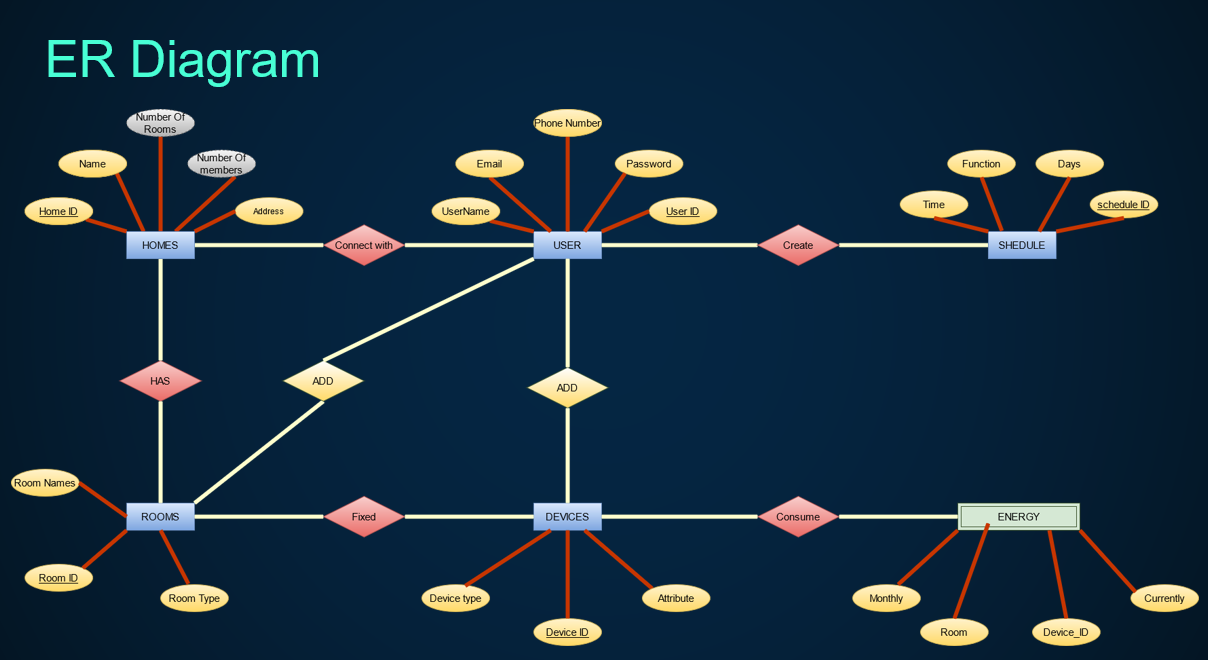 ER Diagram
Number Of
Rooms
Phone Number
Name
Number Of
members
Email
Password
Function
Days
Home ID
Address
UserName
User ID
Time
schedule ID
HOMES
Connect with
USER
Create
SHEDULE
HAS
ADD
ADD
Room Names
ROOMS
Fixed
DEVICES
Consume
ENERGY
Room ID
Room Type
Device type
Attribute
Monthly
Currently
Device ID
Room
Device_ID